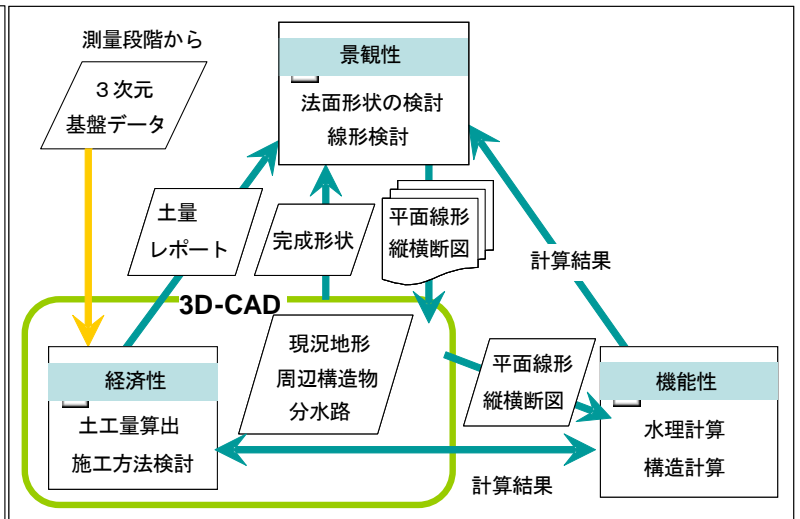 測量段階から
３次元
基盤データ
景観性
法面形状の検討
線形検討
土量
レポート
完成形状
平面線形
縦横断図
計算結果
3D-CAD
現況地形
周辺構造物
分水路
経済性
土工量算出
施工方法検討
平面線形
縦横断図
機能性
水理計算
構造計算
計算結果